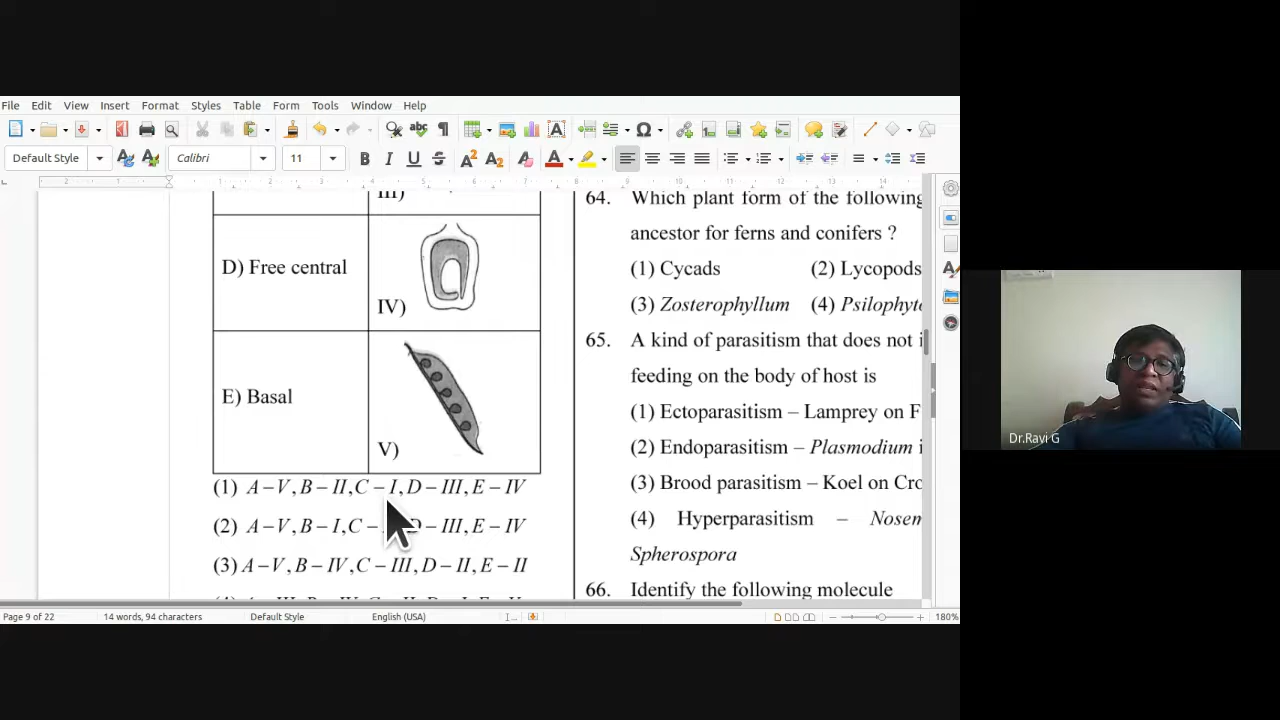 File Edit View Insert Format Styles Table Form Tools Window Help
Default Style Calibri 11
III)
D) Free central
IV)
E) Basal
V)
(1) A – V, B – II, C – I, D – III, E – IV
(2) A – V, B – I, C – D – III, E – IV
(3) A – V, B – IV, C – III, D – II, E – II
64. Which plant form of the following
ancestor for ferns and conifers ?
(1) Cycads (2) Lycopods
(3) Zosterophyllum (4) Psilophyto
65. A kind of parasitism that does not i
feeding on the body of host is
(1) Ectoparasitism – Lamprey on F
(2) Endoparasitism – Plasmodium i
(3) Brood parasitism – Koel on Cro
(4) Hyperparasitism – Nosem
Spherospora
66. Identify the following molecule
Page 9 of 22 14 words, 94 characters Default Style English (USA) 180%
Dr.Ravi G